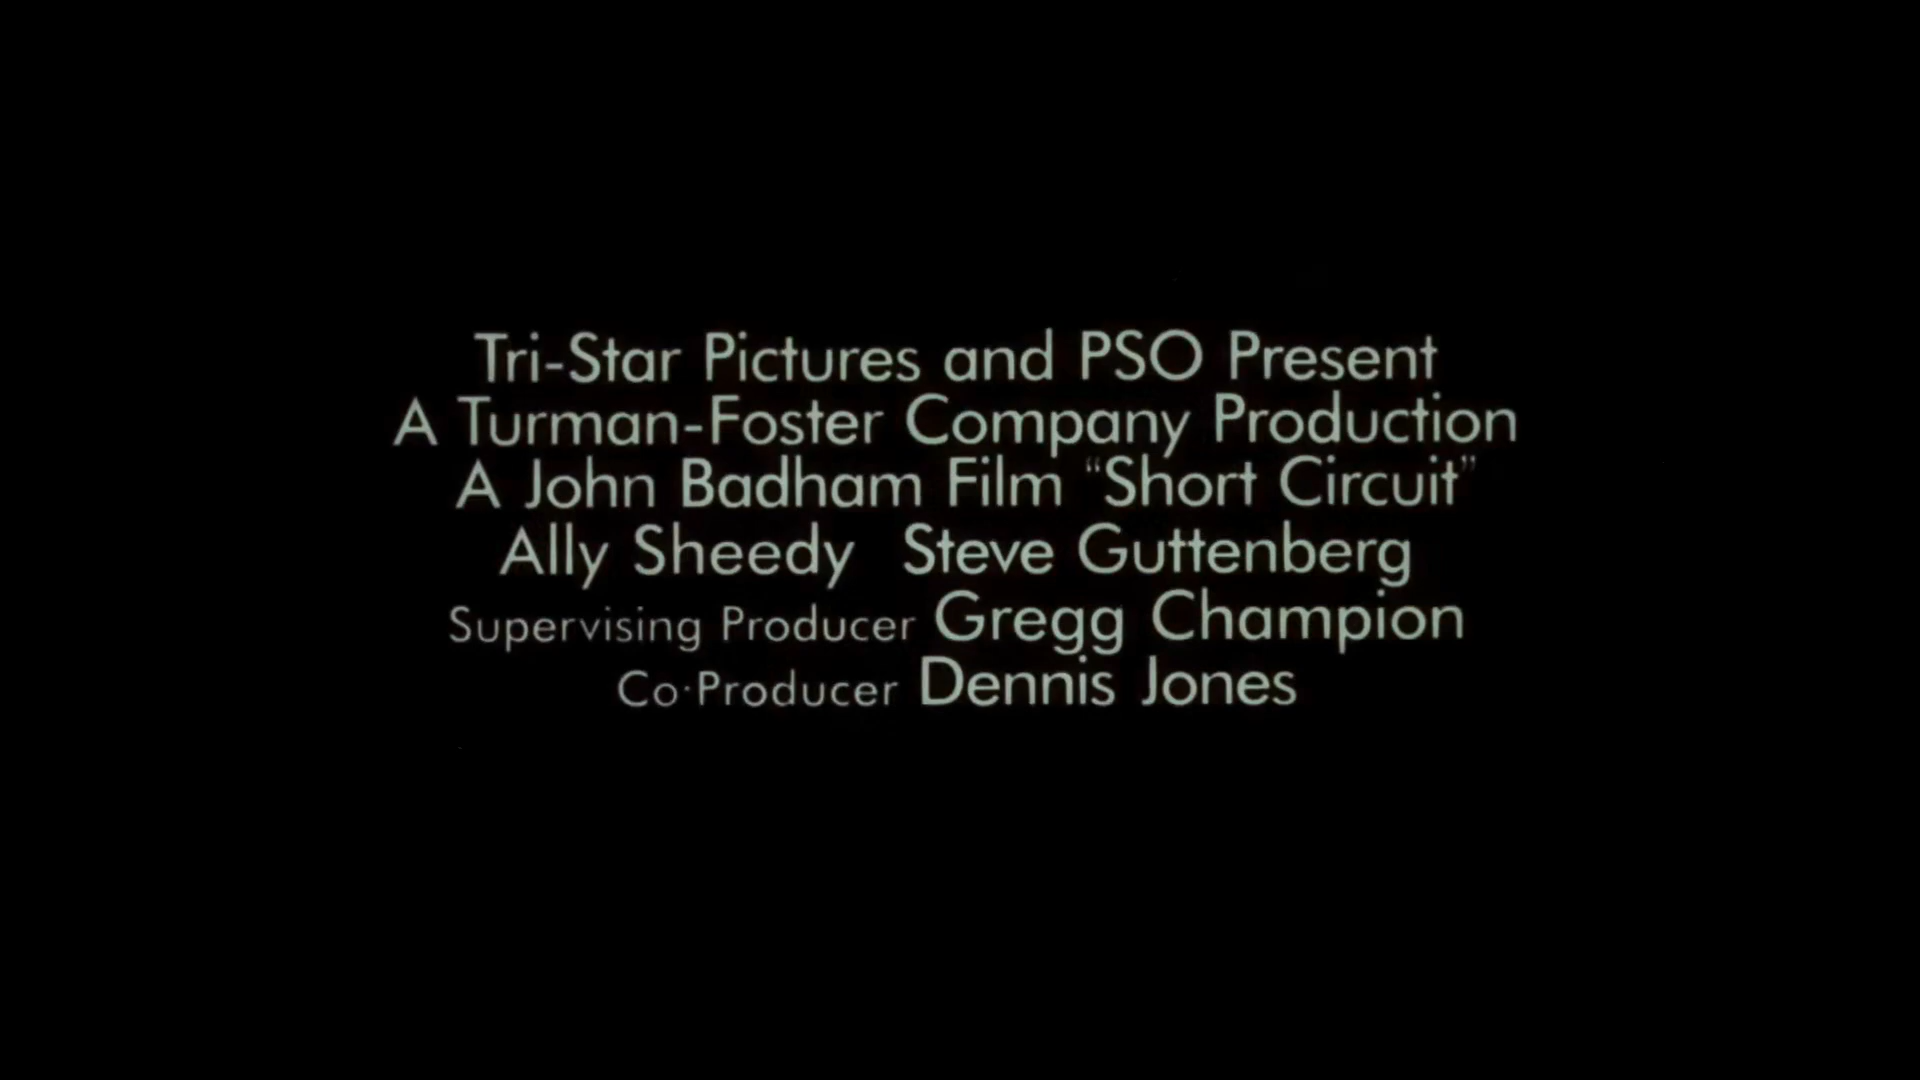 Tri-Star Pictures and PSO Present
A Turman-Foster Company Production
A John Badham Film "Short Circuit"
Ally Sheedy Steve Guttenberg
Supervising Producer Gregg Champion
Co·Producer Dennis Jones